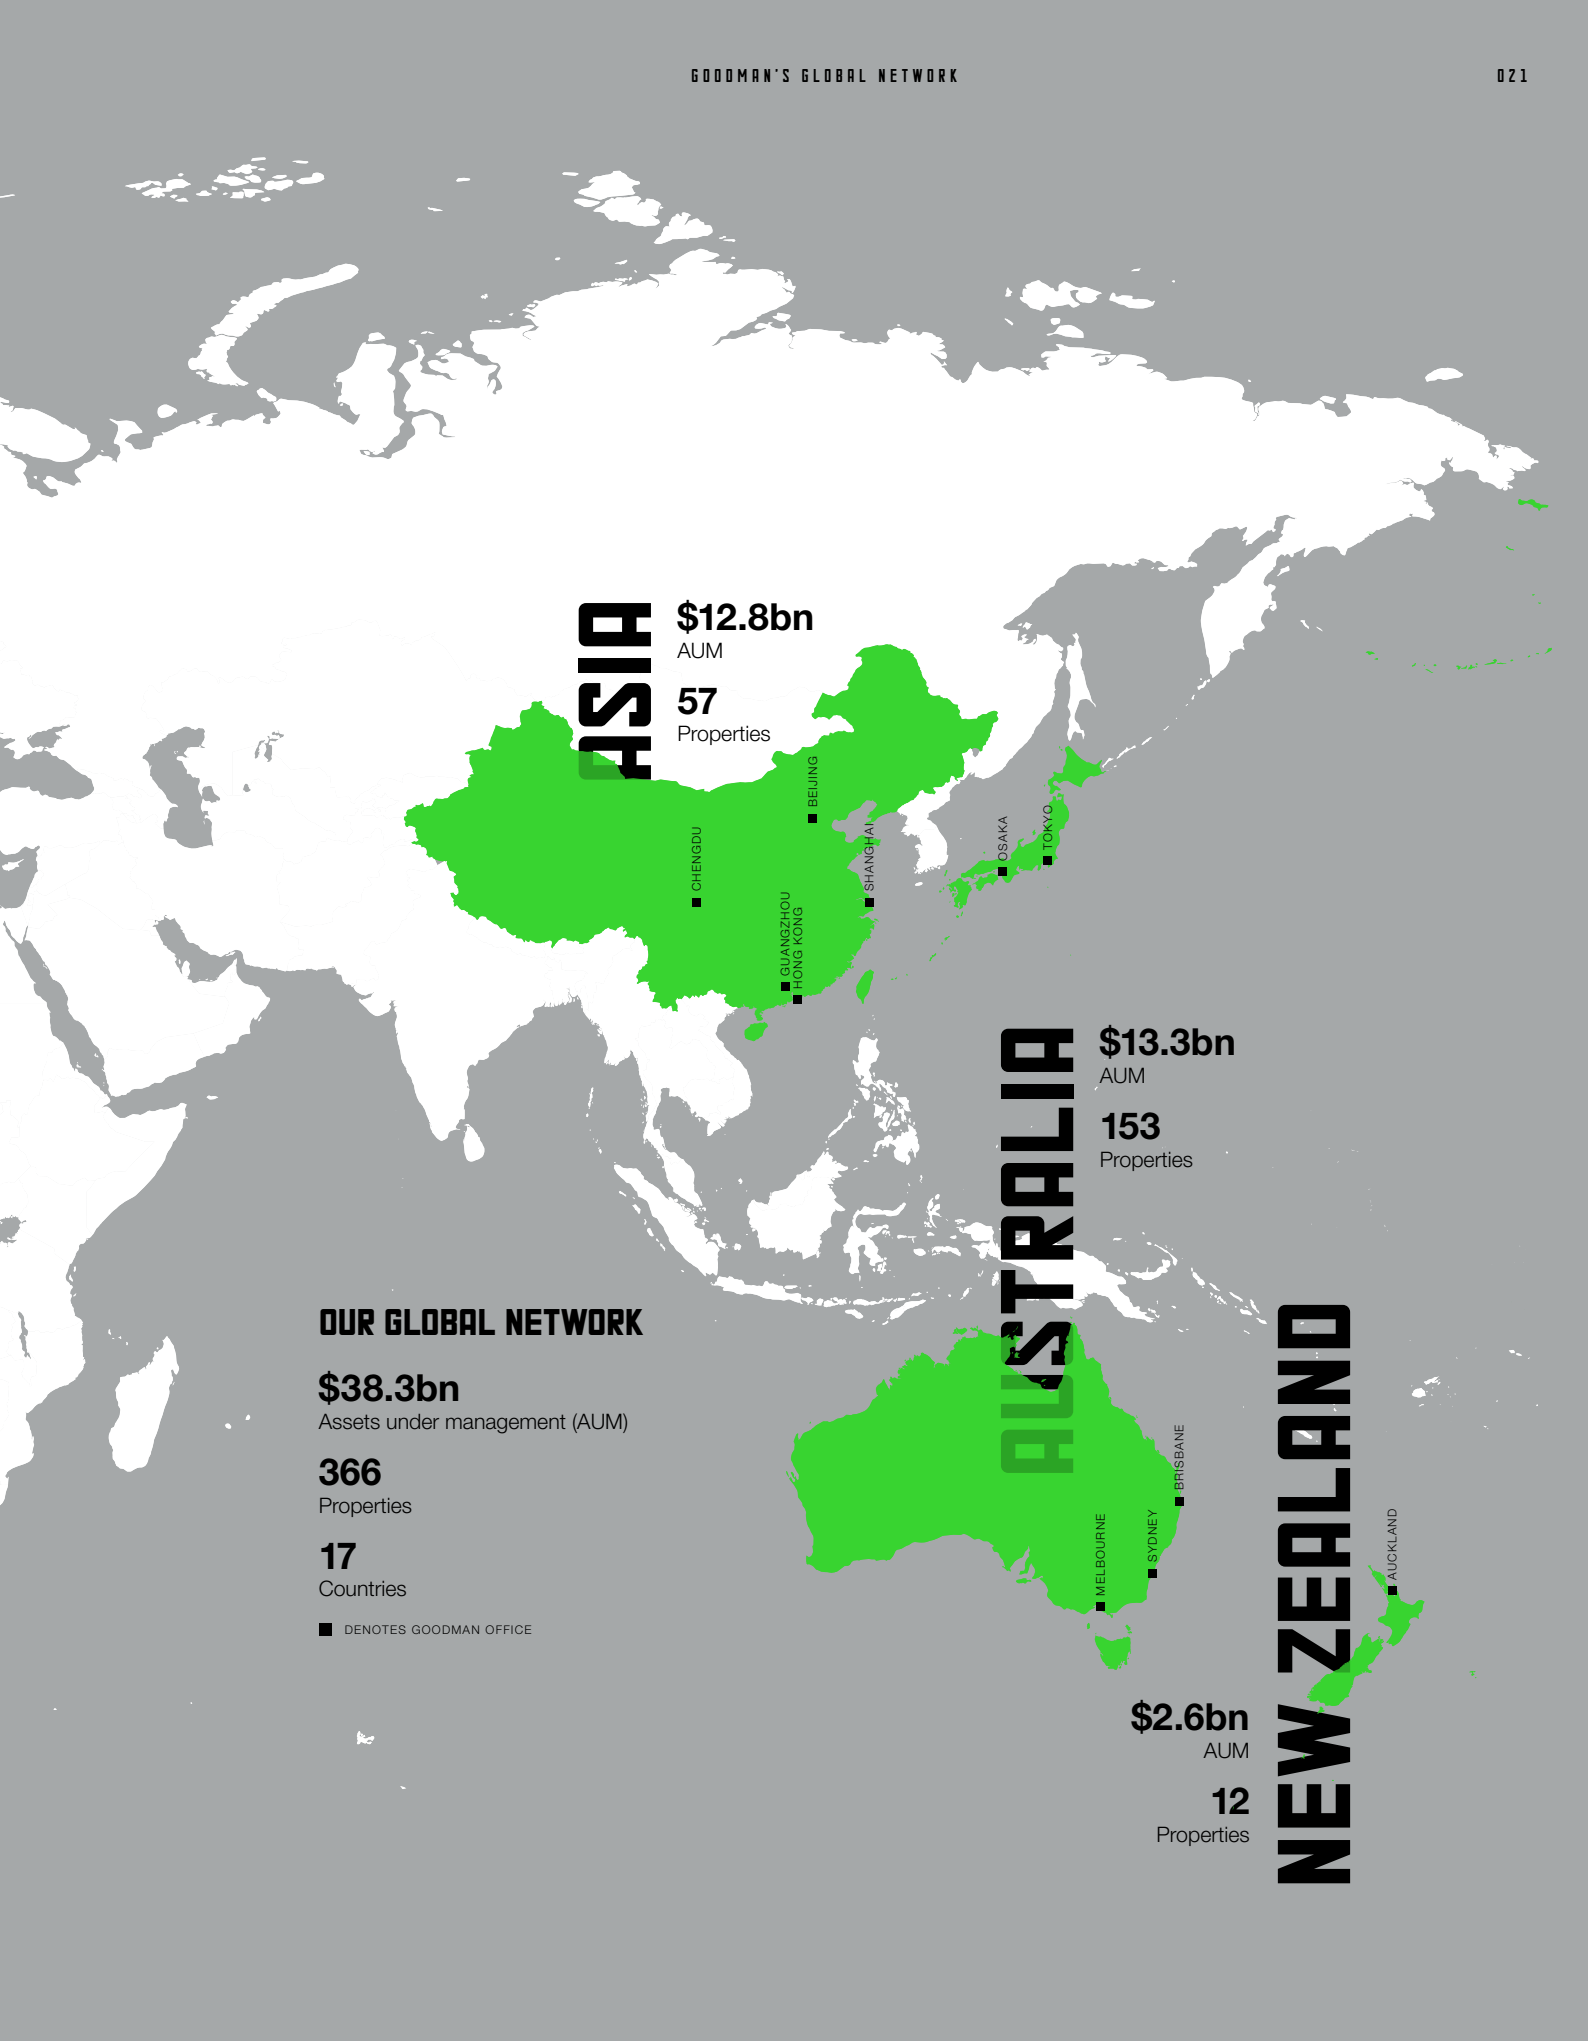 GOODMAN'S GLOBAL NETWORK
021
ASIA
$12.8bn
AUM
57
Properties
BEIJING
CHENGDU
SHANGHAI
OSAKA
TOKYO
GUANGZHOU
HONG KONG
AUSTRALIA
$13.3bn
AUM
153
Properties
BRISBANE
SYDNEY
MELBOURNE
OUR GLOBAL NETWORK
$38.3bn
Assets under management (AUM)
366
Properties
17
Countries
DENOTES GOODMAN OFFICE
NEW ZEALAND
AUCKLAND
$2.6bn
AUM
12
Properties